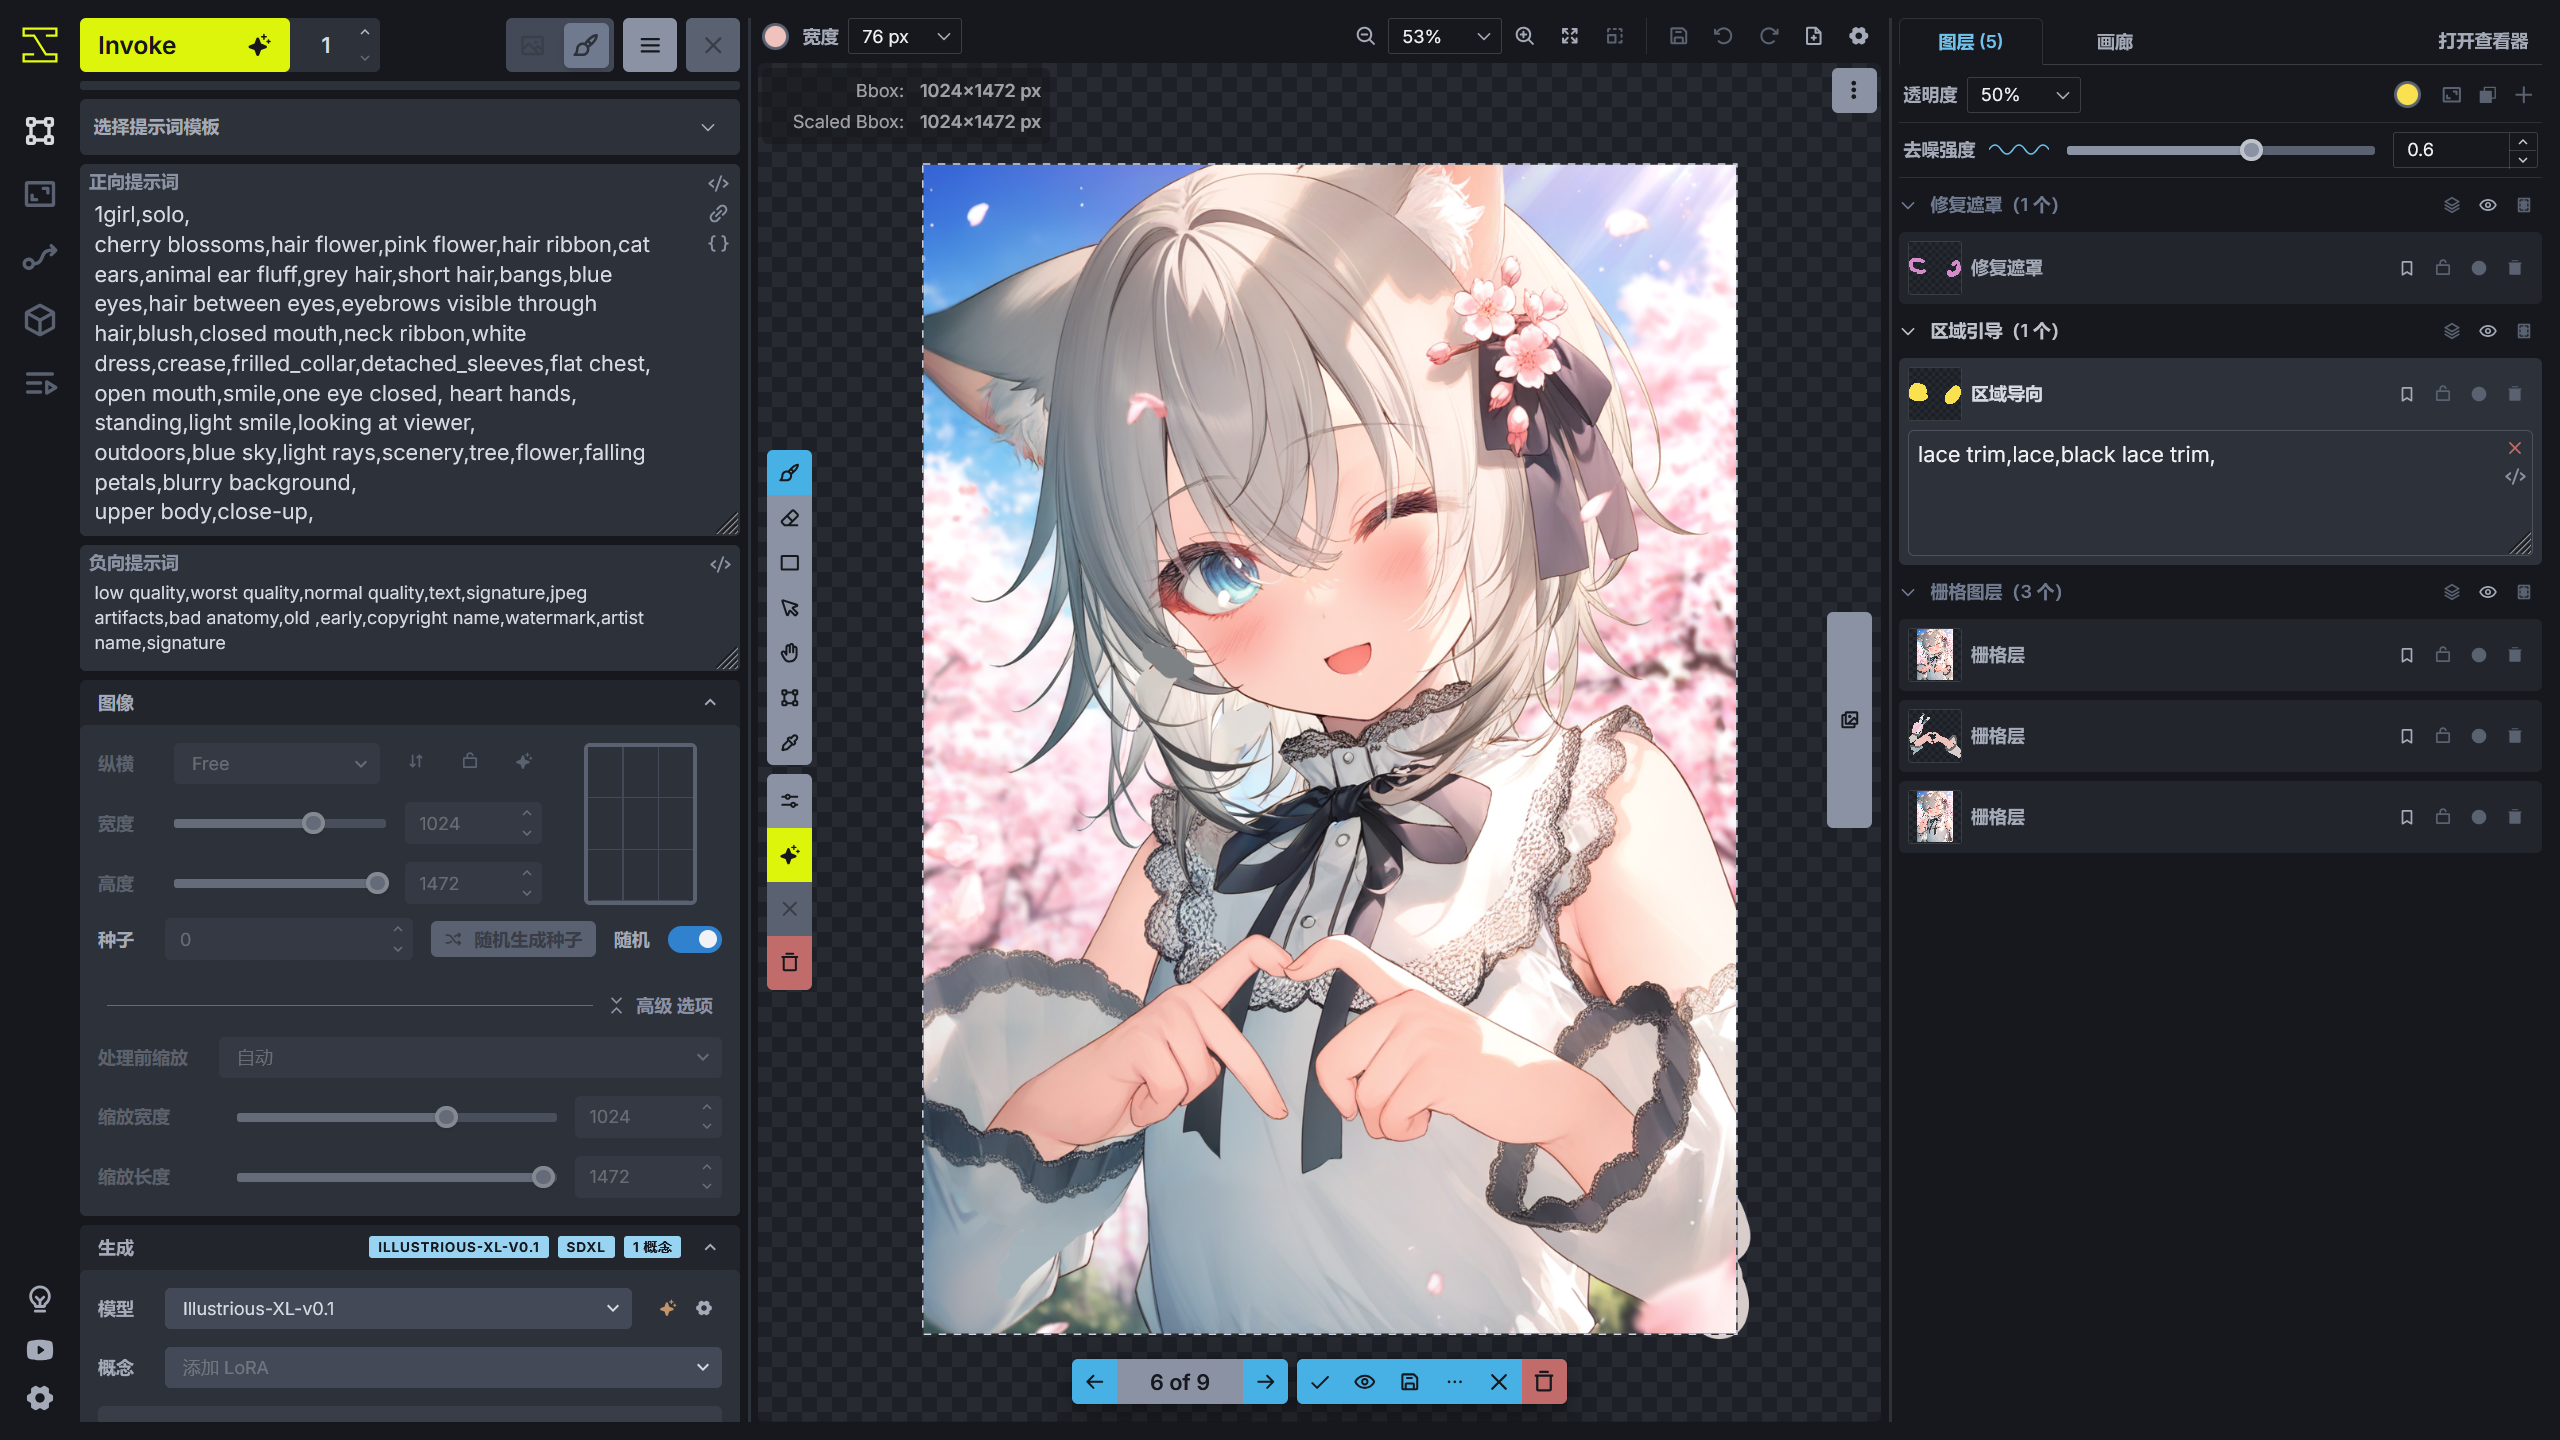 Invoke
1
选择提示词模板
正向提示词
1girl,solo,
cherry blossoms,hair flower,pink flower,hair ribbon,cat
ears,animal ear fluff,grey hair,short hair,bangs,blue
eyes,hair between eyes,eyebrows visible through
hair,blush,closed mouth,neck ribbon,white
dress,crease,frilled_collar,detached_sleeves,flat chest,
open mouth,smile,one eye closed, heart hands,
standing,light smile,looking at viewer,
outdoors,blue sky,light rays,scenery,tree,flower,falling
petals,blurry background,
upper body,close-up,
负向提示词
low quality,worst quality,normal quality,text,signature,jpeg
artifacts,bad anatomy,old ,early,copyright name,watermark,artist
name,signature
图像
纵横 Free
宽度 1024
高度 1472
种子 0 随机生成种子 随机
高级 选项
处理前缩放 自动
缩放宽度 1024
缩放长度 1472
生成 ILLUSTRIOUS-XL-V0.1 SDXL 1 概念
模型 Illustrious-XL-v0.1
概念 添加 LoRA
宽度 76 px 53%
Bbox: 1024×1472 px
Scaled Bbox: 1024×1472 px
6 of 9
图层 (5) 画廊 打开查看器
透明度 50%
去噪强度 0.6
修复遮罩 (1 个)
修复遮罩
区域引导 (1 个)
区域导向
lace trim,lace,black lace trim,
栅格图层 (3 个)
栅格层
栅格层
栅格层